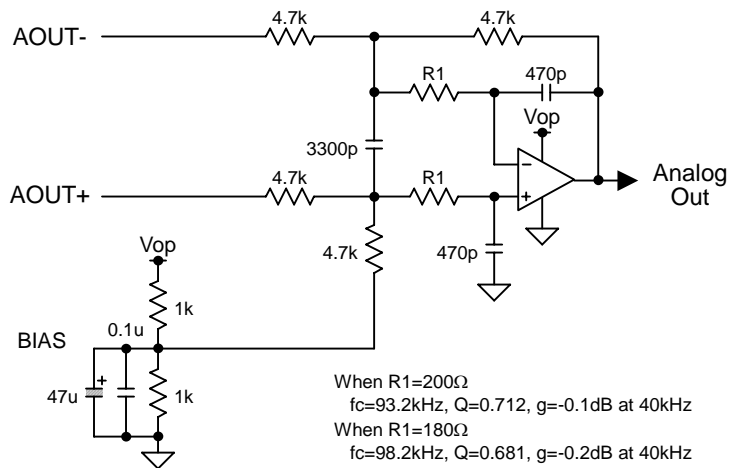 4.7k
4.7k
AOUT-
R1
470p
Vop
3300p
4.7k
R1
Analog
Out
AOUT+
−
+
Vop
4.7k
470p
1k
BIAS
0.1u
+
47u
1k
When R1=200Ω
fc=93.2kHz, Q=0.712, g=-0.1dB at 40kHz
When R1=180Ω
fc=98.2kHz, Q=0.681, g=-0.2dB at 40kHz